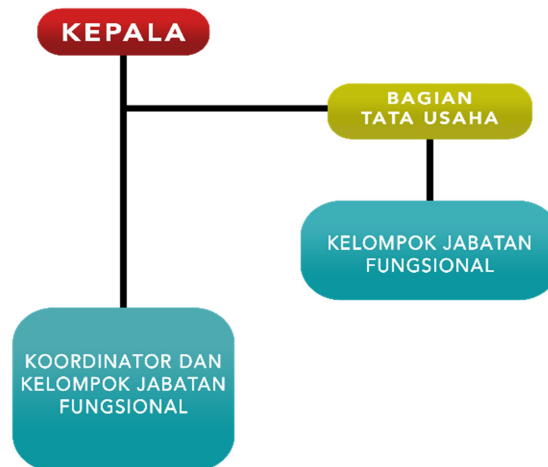 KEPALA
BAGIAN
TATA USAHA
KELOMPOK JABATAN
FUNGSIONAL
KOORDINATOR DAN
KELOMPOK JABATAN
FUNGSIONAL